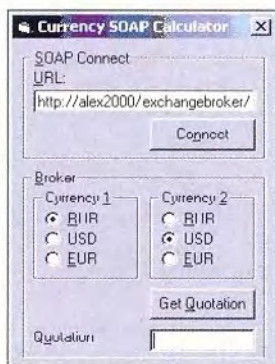 Currency SOAP Calculator
SOAP Connect
URL:
http://alex2000/exchangebroker/
Connect
Broker
Currency 1
Currency 2
RUR
RUR
USD
USD
EUR
EUR
Get Quotation
Quotation